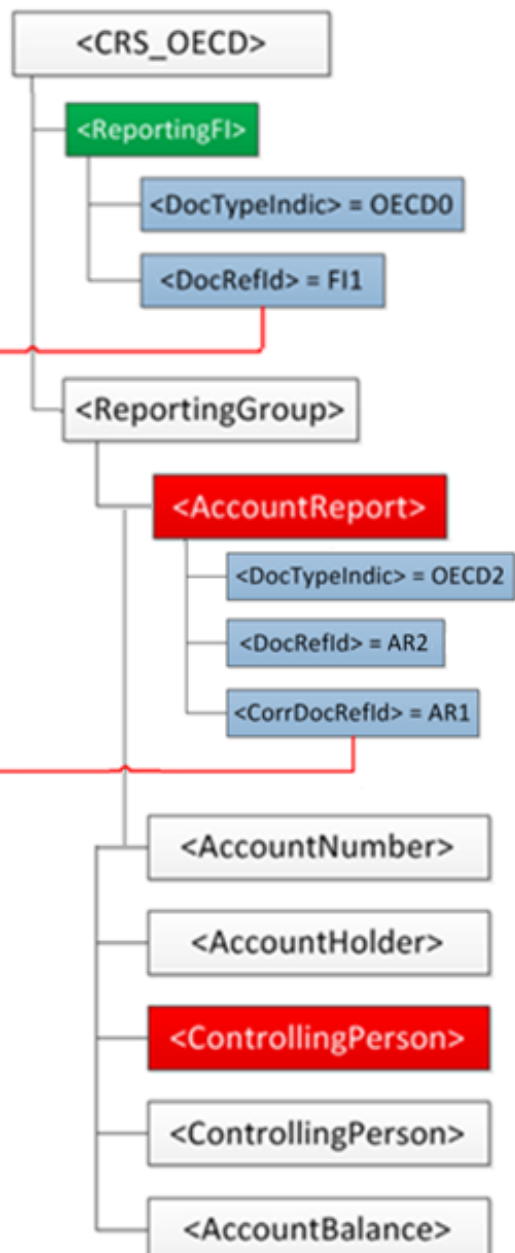 <CRS_OECD>
<ReportingFI>
<DocTypeIndic> = OECD0
<DocRefId> = FI1
<ReportingGroup>
<AccountReport>
<DocTypeIndic> = OECD2
<DocRefId> = AR2
<CorrDocRefId> = AR1
<AccountNumber>
<AccountHolder>
<ControllingPerson>
<ControllingPerson>
<AccountBalance>